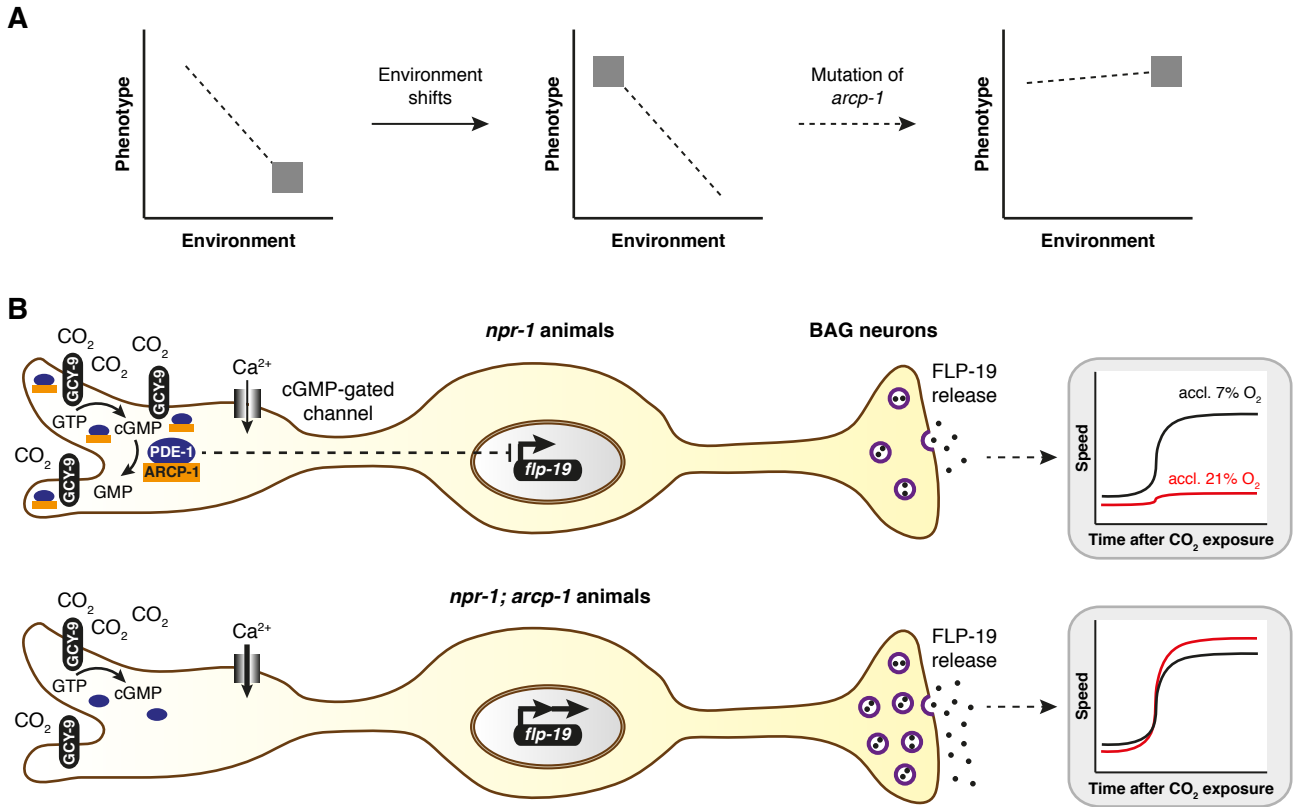 A
Phenotype
Environment
Environment
shifts
Phenotype
Environment
Mutation of
arcp-1
Phenotype
Environment
B
npr-1 animals
BAG neurons
CO₂
CO₂
CO₂
GCY-9
GCY-9
GTP
cGMP
PDE-1
ARCP-1
CO₂
GCY-9
GMP
Ca²⁺
cGMP-gated
channel
flp-19
FLP-19
release
Speed
accl. 7% O₂
accl. 21% O₂
Time after CO₂ exposure
npr-1; arcp-1 animals
CO₂
CO₂
CO₂
GCY-9
GTP
cGMP
CO₂
GCY-9
Ca²⁺
flp-19
FLP-19
release
Speed
Time after CO₂ exposure